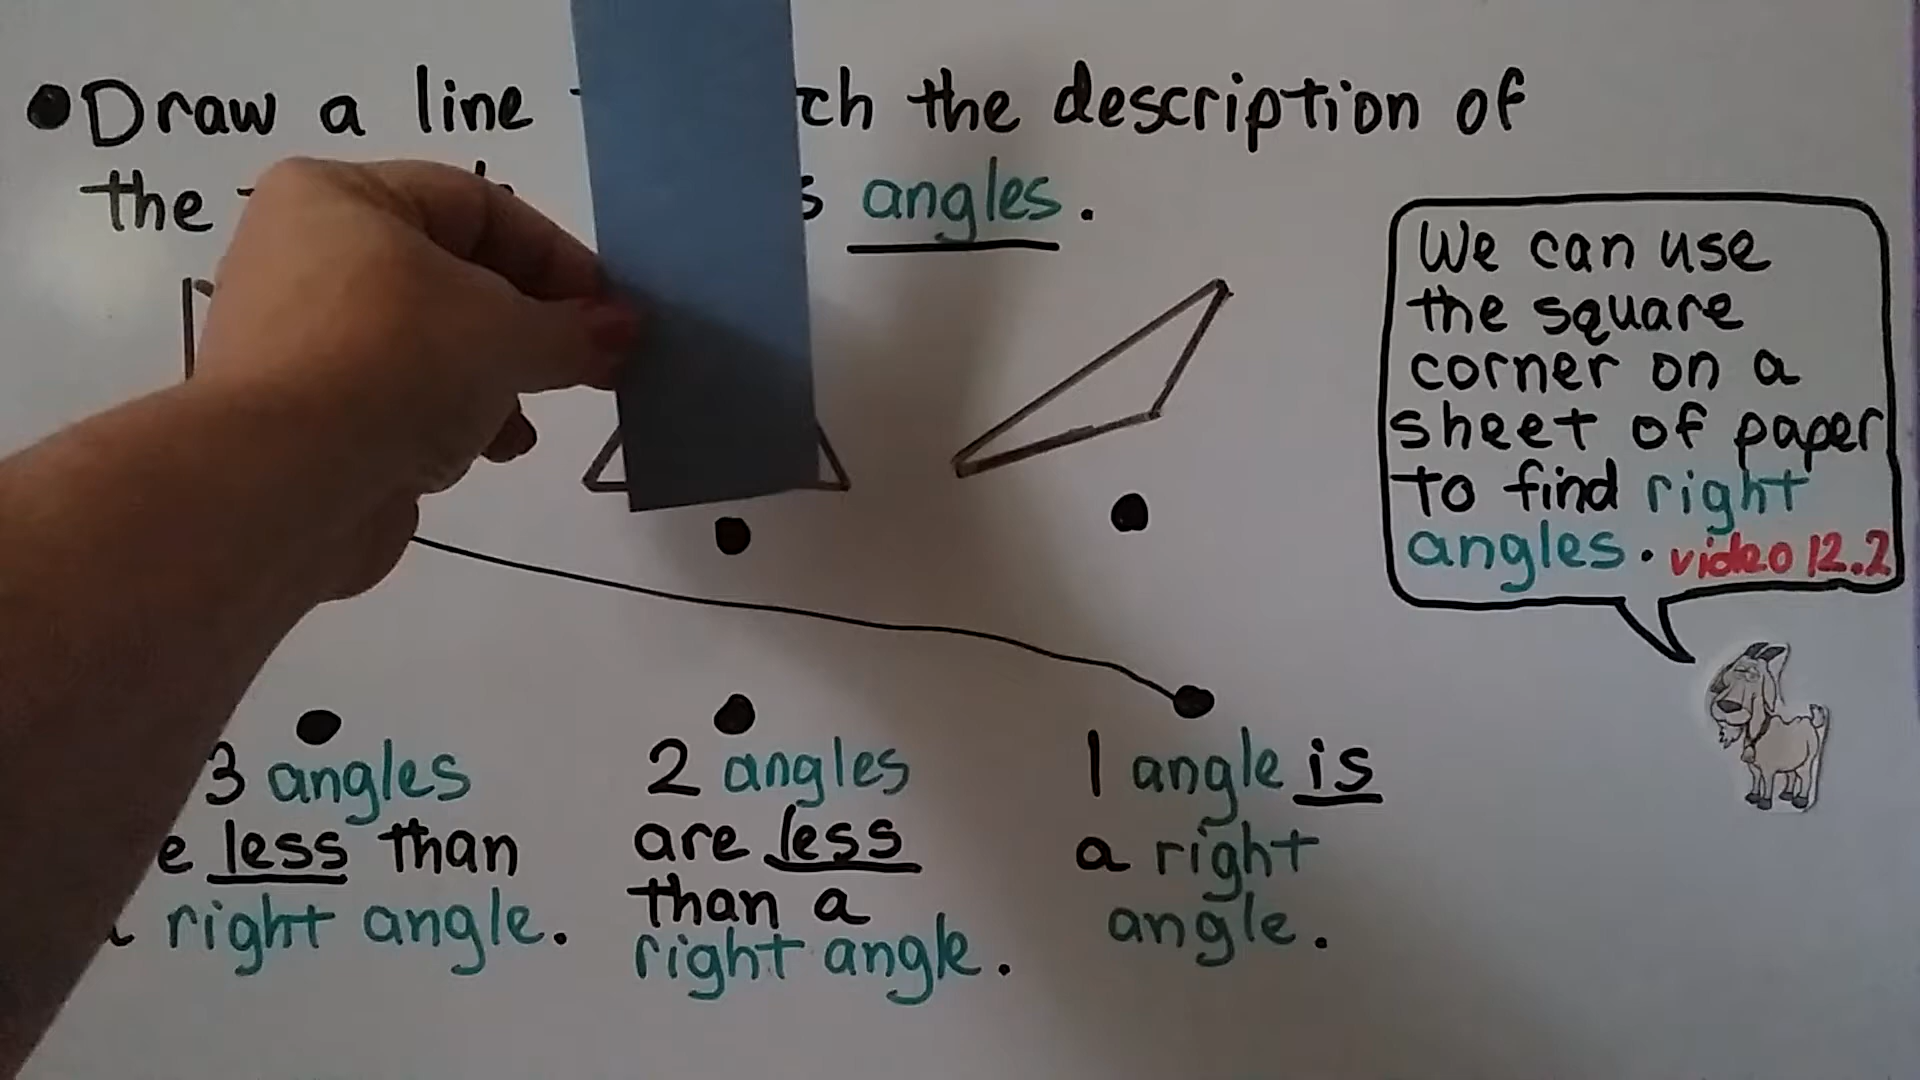 Draw a line ch the description of
the s angles.
We can use
the square
corner on a
sheet of paper
to find right
angles. video 12.2
3 angles
e less than
right angle.
2 angles
are less
than a
right angle.
1 angle is
a right
angle.